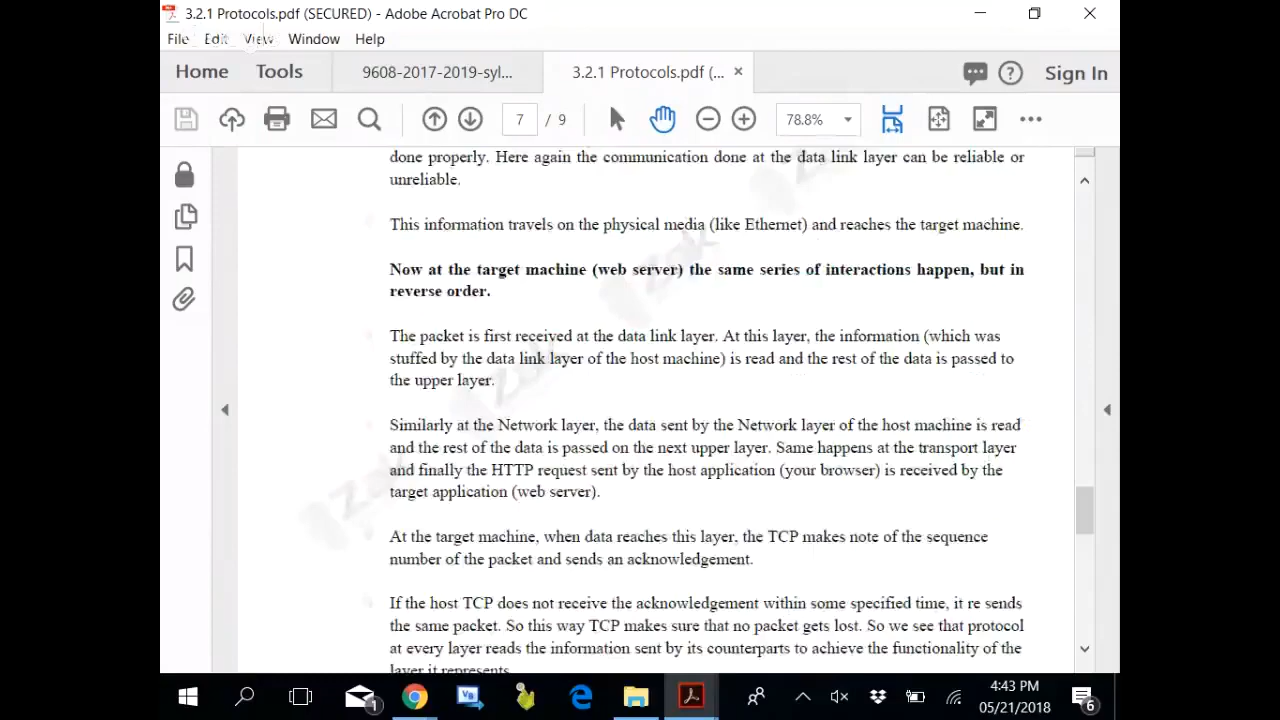 3.2.1 Protocols.pdf (SECURED) - Adobe Acrobat Pro DC
File Edit View Window Help
Home Tools 9608-2017-2019-syl... 3.2.1 Protocols.pdf (... Sign In
7 / 9 78.8%
done properly. Here again the communication done at the data link layer can be reliable or
unreliable.
This information travels on the physical media (like Ethernet) and reaches the target machine.
Now at the target machine (web server) the same series of interactions happen, but in
reverse order.
The packet is first received at the data link layer. At this layer, the information (which was
stuffed by the data link layer of the host machine) is read and the rest of the data is passed to
the upper layer.
Similarly at the Network layer, the data sent by the Network layer of the host machine is read
and the rest of the data is passed on the next upper layer. Same happens at the transport layer
and finally the HTTP request sent by the host application (your browser) is received by the
target application (web server).
At the target machine, when data reaches this layer, the TCP makes note of the sequence
number of the packet and sends an acknowledgement.
If the host TCP does not receive the acknowledgement within some specified time, it re sends
the same packet. So this way TCP makes sure that no packet gets lost. So we see that protocol
at every layer reads the information sent by its counterparts to achieve the functionality of the
layer it represents.
Zak
Zak
Zak
1 VB 4:43 PM
05/21/2018 6